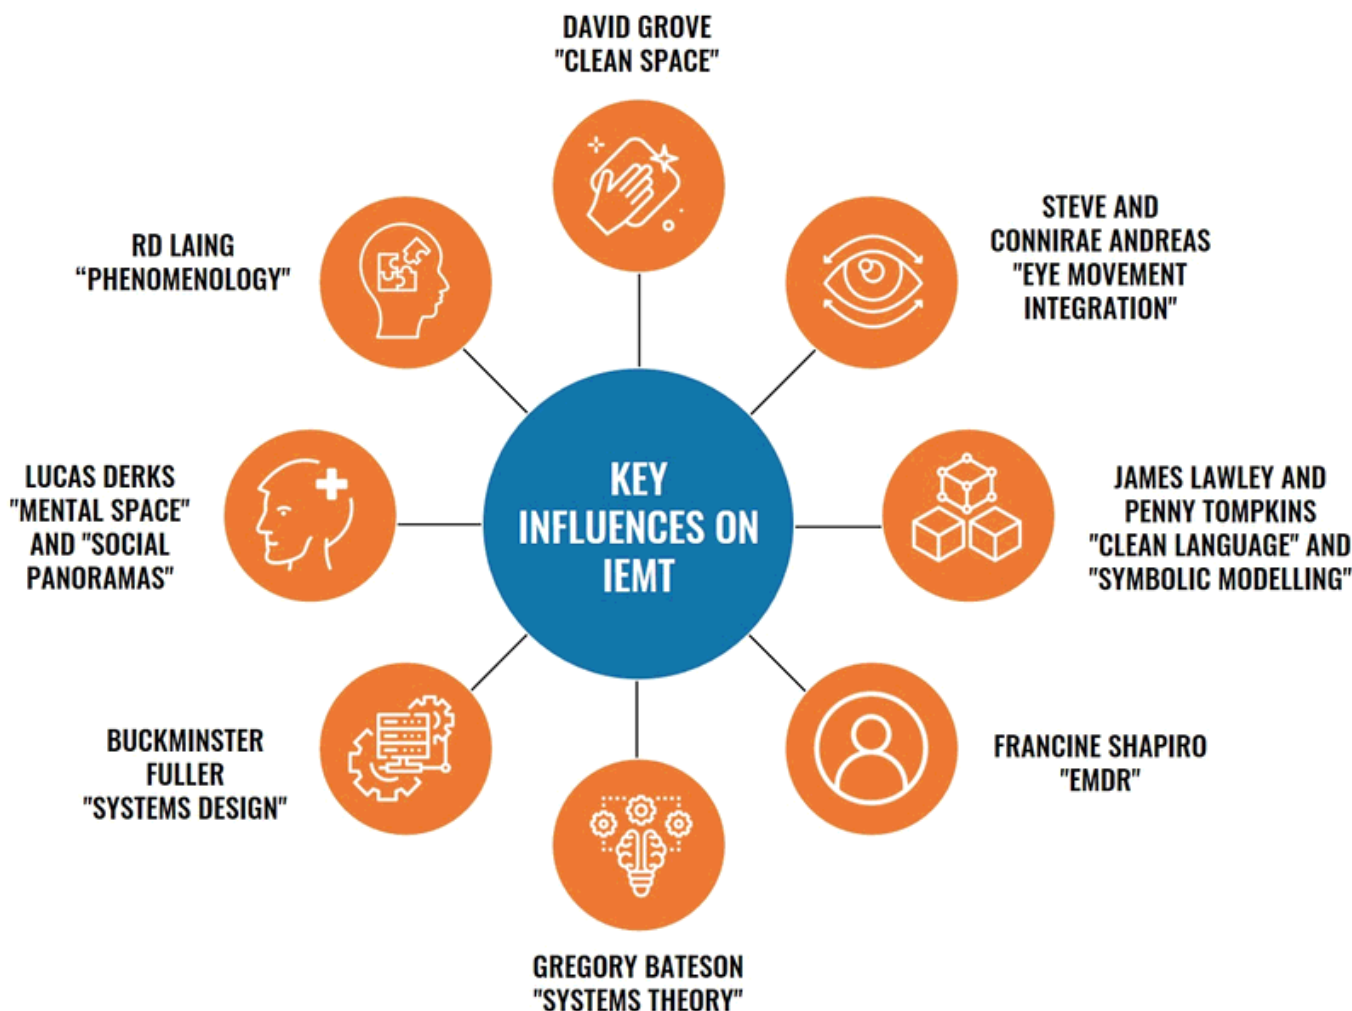 DAVID GROVE
"CLEAN SPACE"
STEVE AND
CONNIRAE ANDREAS
"EYE MOVEMENT
INTEGRATION"
JAMES LAWLEY AND
PENNY TOMPKINS
"CLEAN LANGUAGE" AND
"SYMBOLIC MODELLING"
FRANCINE SHAPIRO
"EMDR"
GREGORY BATESON
"SYSTEMS THEORY"
BUCKMINSTER
FULLER
"SYSTEMS DESIGN"
LUCAS DERKS
"MENTAL SPACE"
AND "SOCIAL
PANORAMAS"
RD LAING
“PHENOMENOLOGY"
KEY
INFLUENCES ON
IEMT